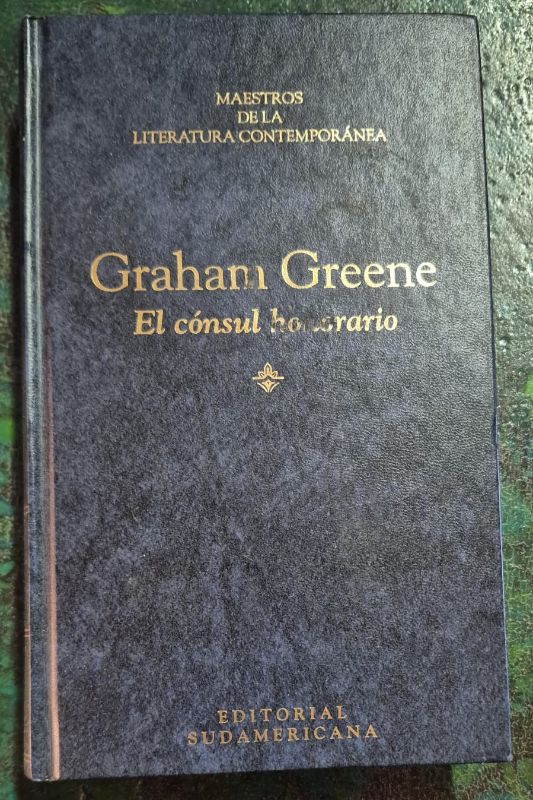 MAESTROS
DE LA
LITERATURA CONTEMPORÁNEA
Graham Greene
El cónsul honorario
EDITORIAL
SUDAMERICANA